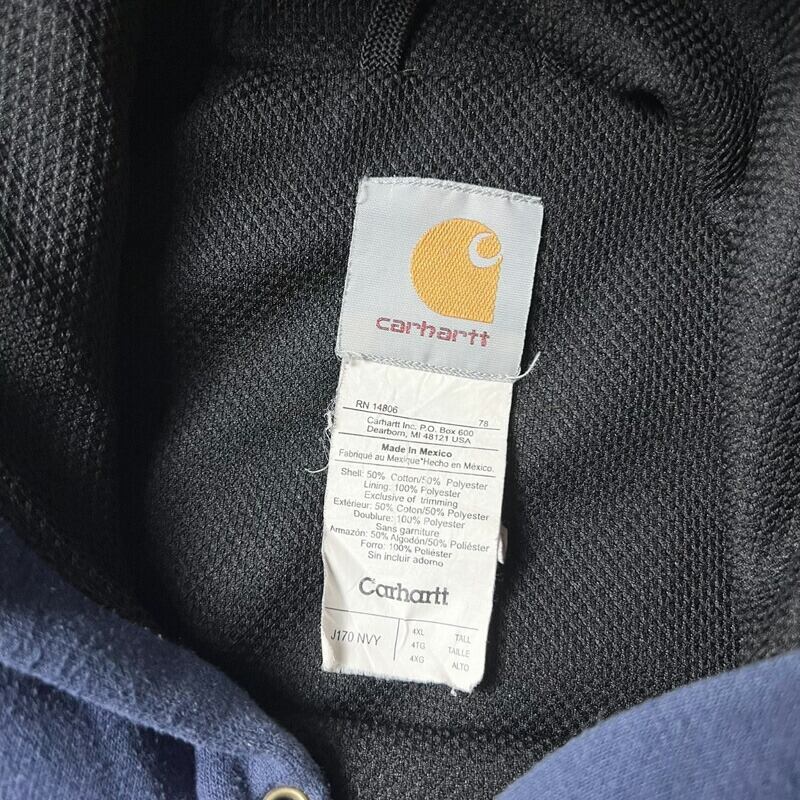 carhartt
RN 14806 78
Carhartt Inc. P.O. Box 600
Dearborn, MI 48121 USA
Made In Mexico
Fabriqué au Mexique*Hecho en México.
Shell: 50% Cotton/50% Polyester
Lining: 100% Polyester
Exclusive of trimming
Extérieur: 50% Coton/50% Polyester
Doublure: 100% Polyester
Sans garniture
Armazón: 50% Algodón/50% Poliéster
Forro: 100% Poliéster
Sin incluir adorno
Carhartt
J170 NVY
4XL TALL
4TG TAILLE
4XG ALTO